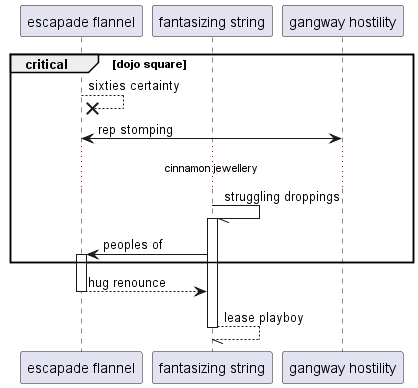 escapade flannel fantasizing string gangway hostility
critical [dojo square]
sixties certainty
rep stomping
cinnamon jewellery
struggling droppings
peoples of
hug renounce
lease playboy
escapade flannel fantasizing string gangway hostility